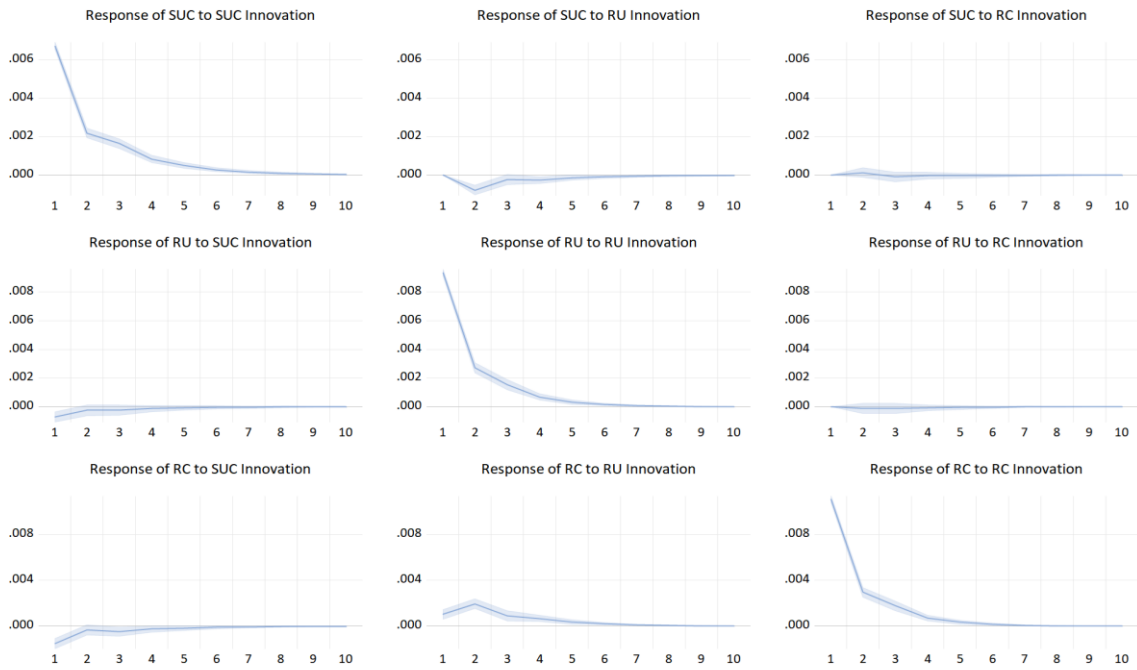 Response of SUC to SUC Innovation
Response of SUC to RU Innovation
Response of SUC to RC Innovation
.006
.004
.002
.000
1 2 3 4 5 6 7 8 9 10
.006
.004
.002
.000
1 2 3 4 5 6 7 8 9 10
.006
.004
.002
.000
1 2 3 4 5 6 7 8 9 10
Response of RU to SUC Innovation
Response of RU to RU Innovation
Response of RU to RC Innovation
.008
.006
.004
.002
.000
1 2 3 4 5 6 7 8 9 10
.008
.006
.004
.002
.000
1 2 3 4 5 6 7 8 9 10
.008
.006
.004
.002
.000
1 2 3 4 5 6 7 8 9 10
Response of RC to SUC Innovation
Response of RC to RU Innovation
Response of RC to RC Innovation
.008
.004
.000
1 2 3 4 5 6 7 8 9 10
.008
.004
.000
1 2 3 4 5 6 7 8 9 10
.008
.004
.000
1 2 3 4 5 6 7 8 9 10